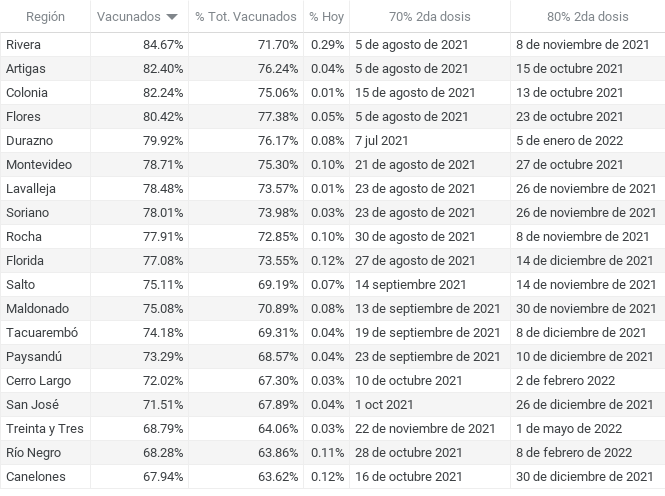 Región Vacunados % Tot. Vacunados % Hoy 70% 2da dosis 80% 2da dosis
Rivera 84.67% 71.70% 0.29% 5 de agosto de 2021 8 de noviembre de 2021
Artigas 82.40% 76.24% 0.04% 5 de agosto de 2021 15 de octubre 2021
Colonia 82.24% 75.06% 0.01% 15 de agosto de 2021 13 de octubre 2021
Flores 80.42% 77.38% 0.05% 5 de agosto de 2021 23 de octubre 2021
Durazno 79.92% 76.17% 0.08% 7 jul 2021 5 de enero de 2022
Montevideo 78.71% 75.30% 0.10% 21 de agosto de 2021 27 de octubre 2021
Lavalleja 78.48% 73.57% 0.01% 23 de agosto de 2021 26 de noviembre de 2021
Soriano 78.01% 73.98% 0.03% 23 de agosto de 2021 26 de noviembre de 2021
Rocha 77.91% 72.85% 0.10% 30 de agosto de 2021 8 de noviembre de 2021
Florida 77.08% 73.55% 0.12% 27 de agosto de 2021 14 de diciembre de 2021
Salto 75.11% 69.19% 0.07% 14 septiembre 2021 14 de noviembre de 2021
Maldonado 75.08% 70.89% 0.08% 13 de septiembre de 2021 30 de noviembre de 2021
Tacuarembó 74.18% 69.31% 0.04% 19 de septiembre de 2021 8 de diciembre de 2021
Paysandú 73.29% 68.57% 0.04% 23 de septiembre de 2021 10 de diciembre de 2021
Cerro Largo 72.02% 67.30% 0.03% 10 de octubre 2021 2 de febrero 2022
San José 71.51% 67.89% 0.04% 1 oct 2021 26 de diciembre de 2021
Treinta y Tres 68.79% 64.06% 0.03% 22 de noviembre de 2021 1 de mayo de 2022
Río Negro 68.28% 63.86% 0.11% 28 de octubre 2021 8 de febrero de 2022
Canelones 67.94% 63.62% 0.12% 16 de octubre 2021 30 de diciembre de 2021